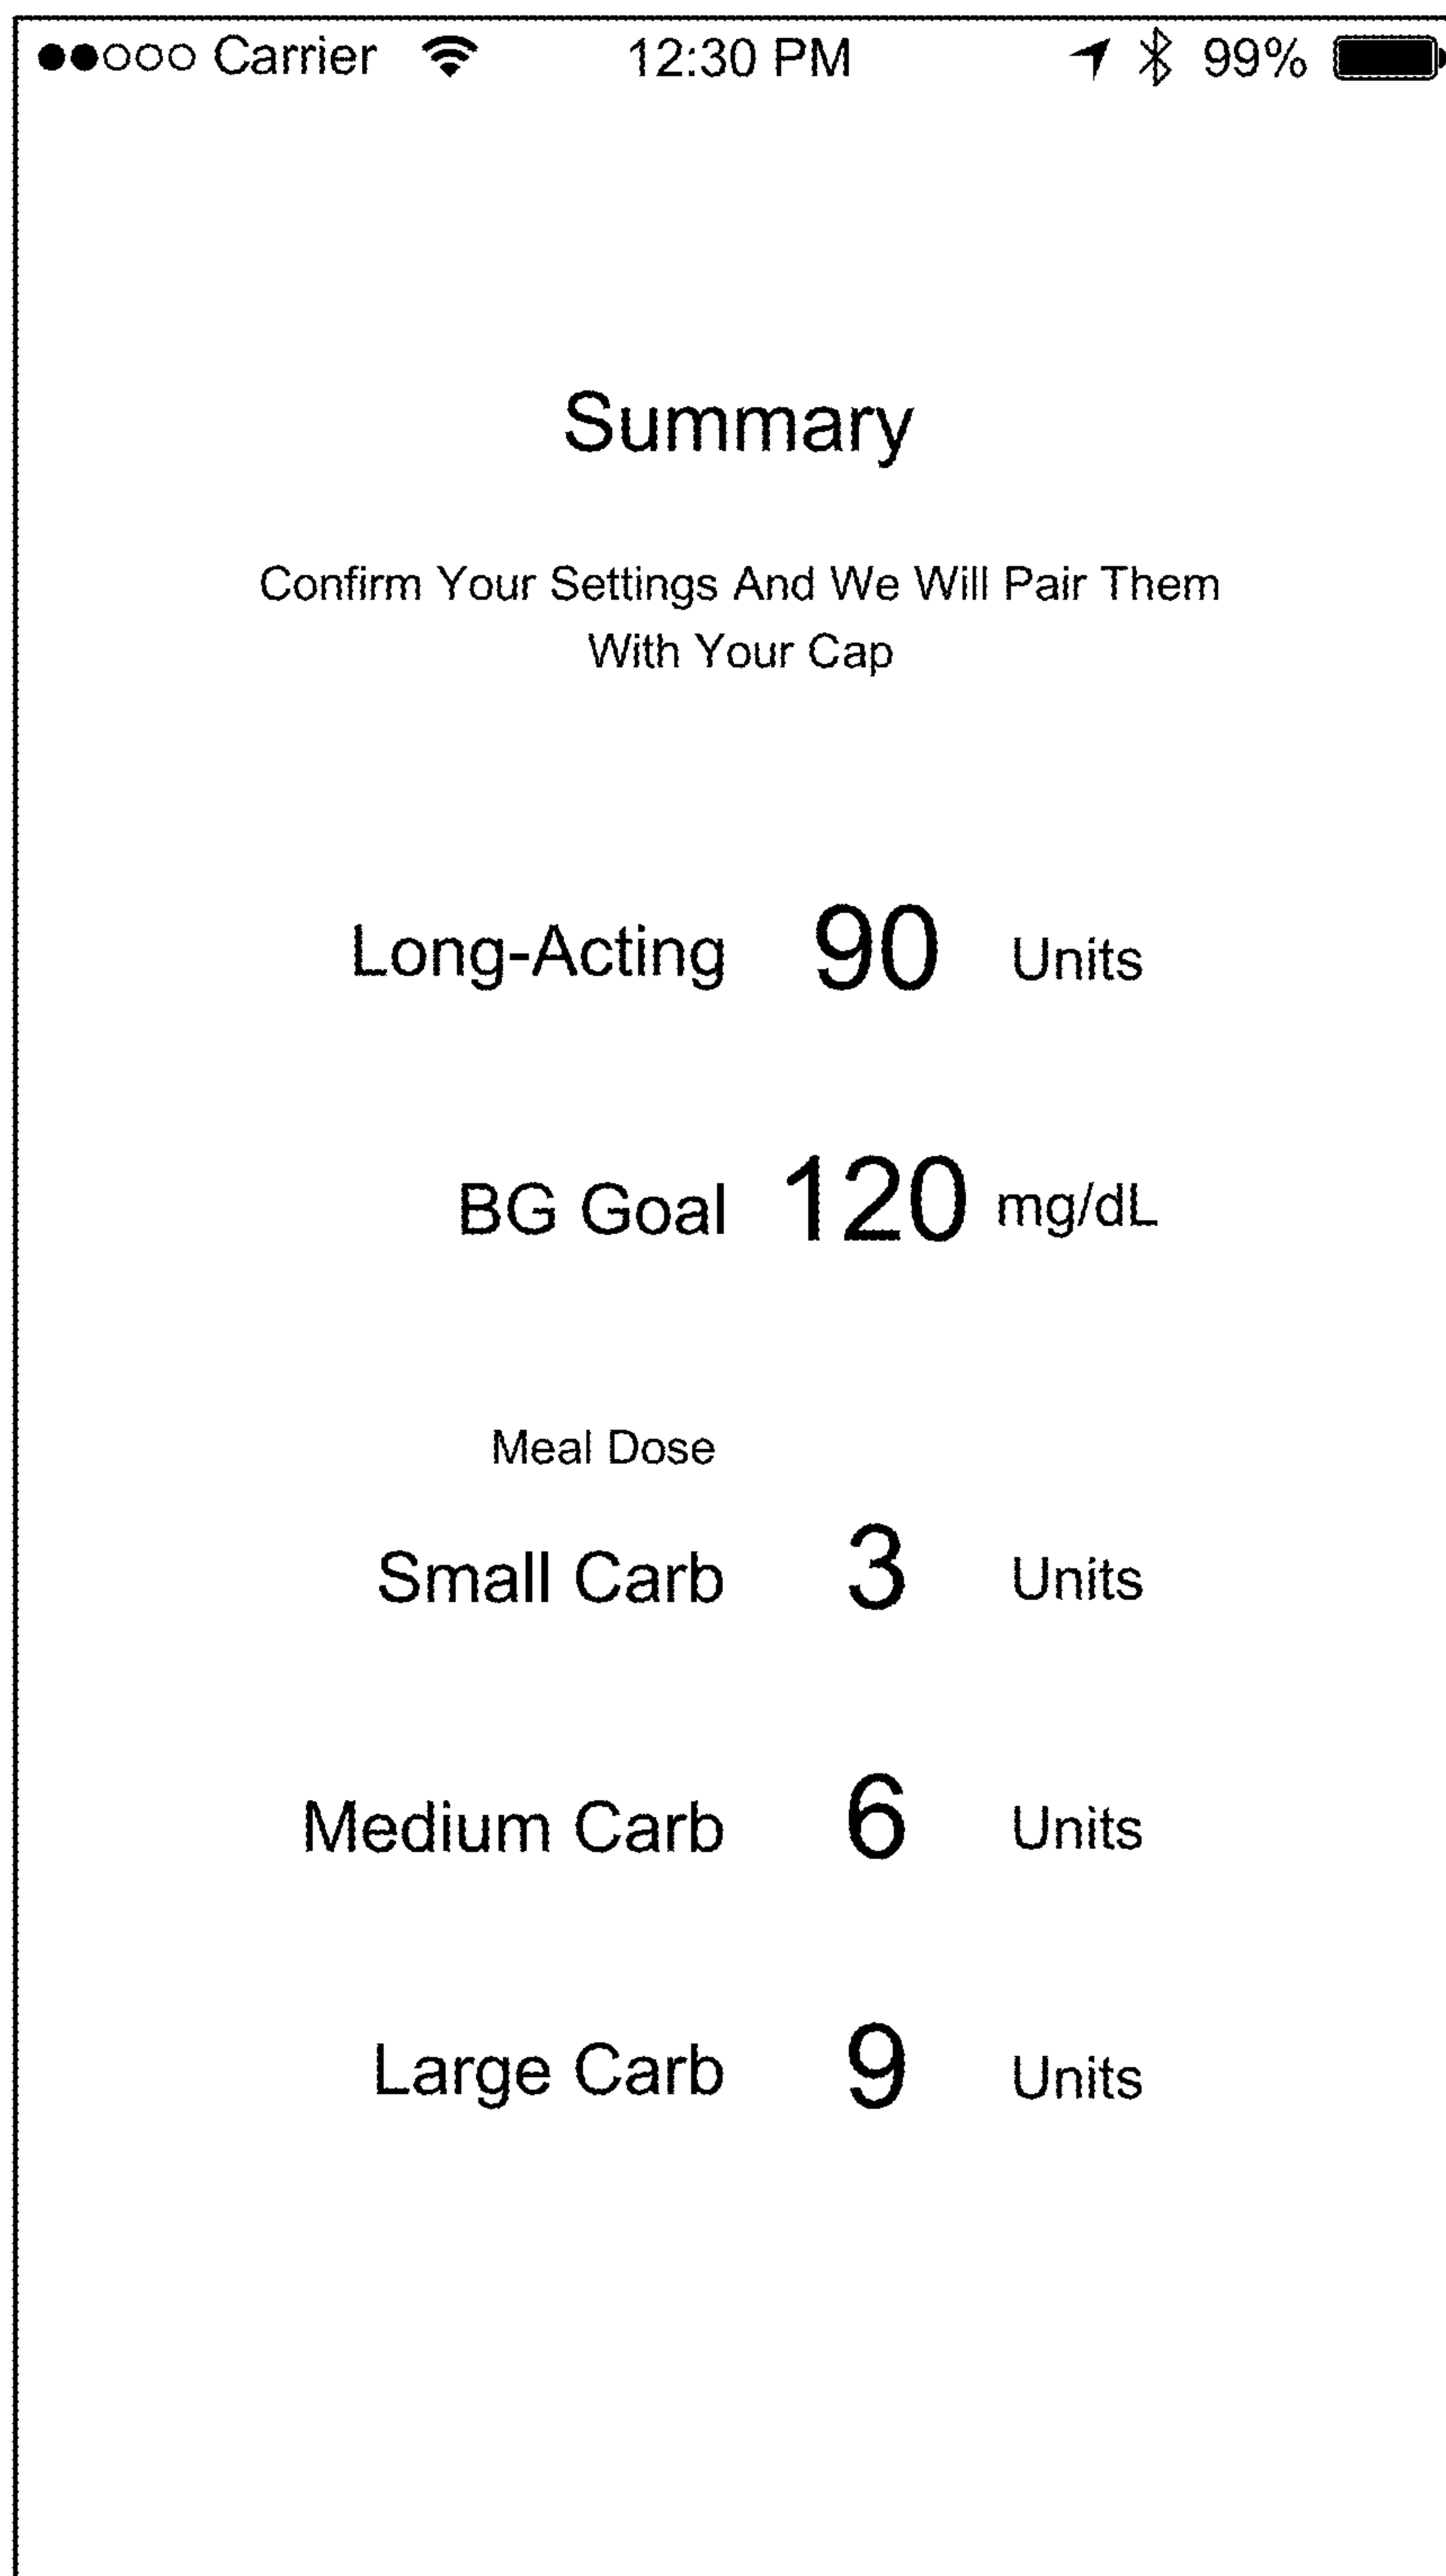 Carrier 12:30 PM 99%
Summary
Confirm Your Settings And We Will Pair Them
With Your Cap
Long-Acting 90 Units
BG Goal 120 mg/dL
Meal Dose
Small Carb 3 Units
Medium Carb 6 Units
Large Carb 9 Units